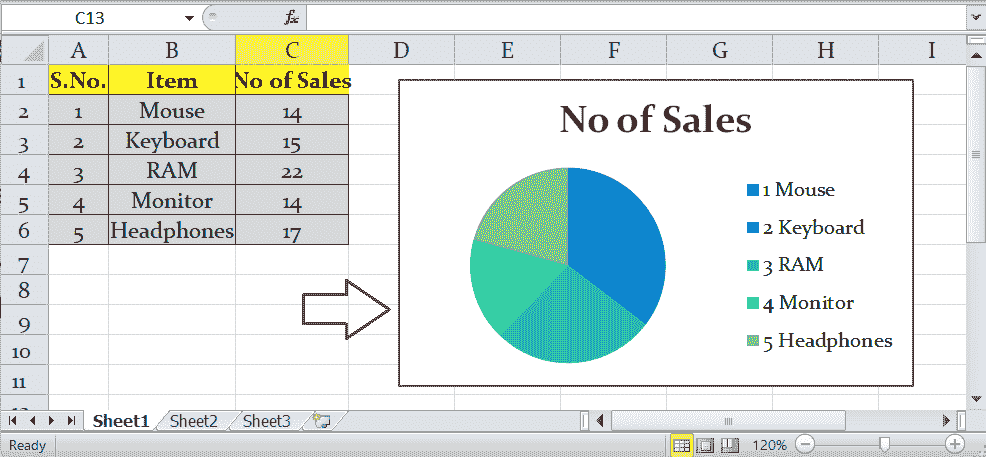 C13 fx
A B C D E F G H I
1 S.No. Item No of Sales
2 1 Mouse 14
3 2 Keyboard 15
4 3 RAM 22
5 4 Monitor 14
6 5 Headphones 17
7
8
9
10
11
No of Sales
1 Mouse
2 Keyboard
3 RAM
4 Monitor
5 Headphones
Sheet1 Sheet2 Sheet3
Ready 120%